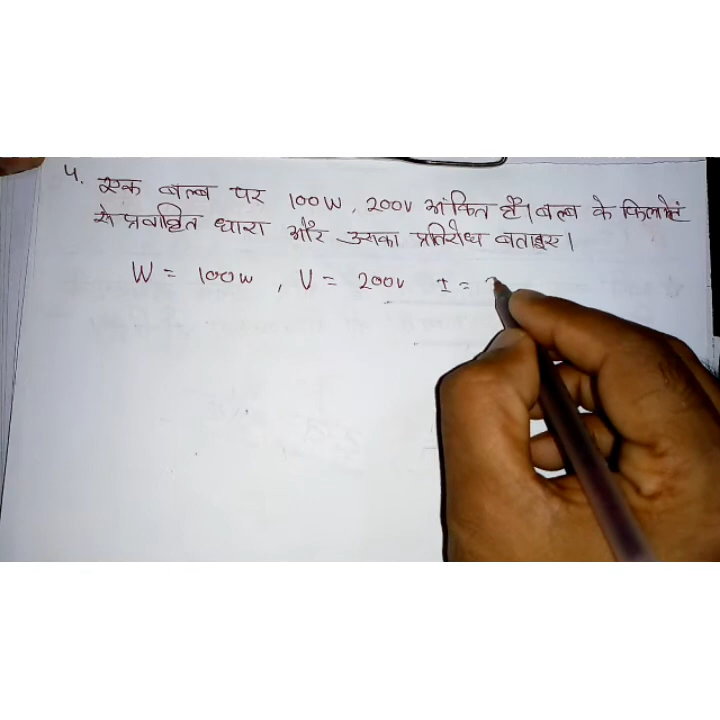 4. एक बल्ब पर 100W, 200V अंकित है। बल्ब के
से प्रवाहित धारा और उसका प्रतिरोध बताइए।
W = 100W , V = 200V I = ?